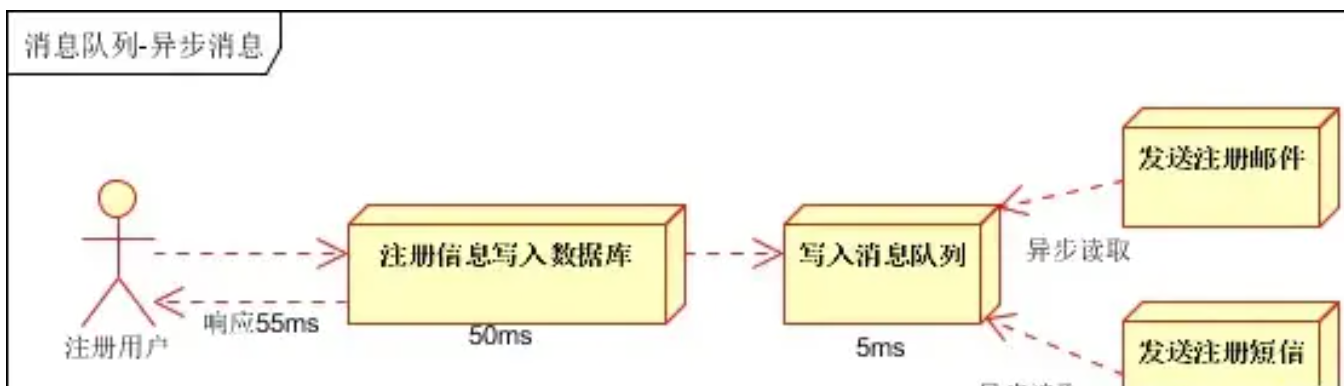 消息队列-异步消息
发送注册邮件
注册信息写入数据库
写入消息队列
异步读取
响应55ms
50ms
注册用户
5ms
发送注册短信